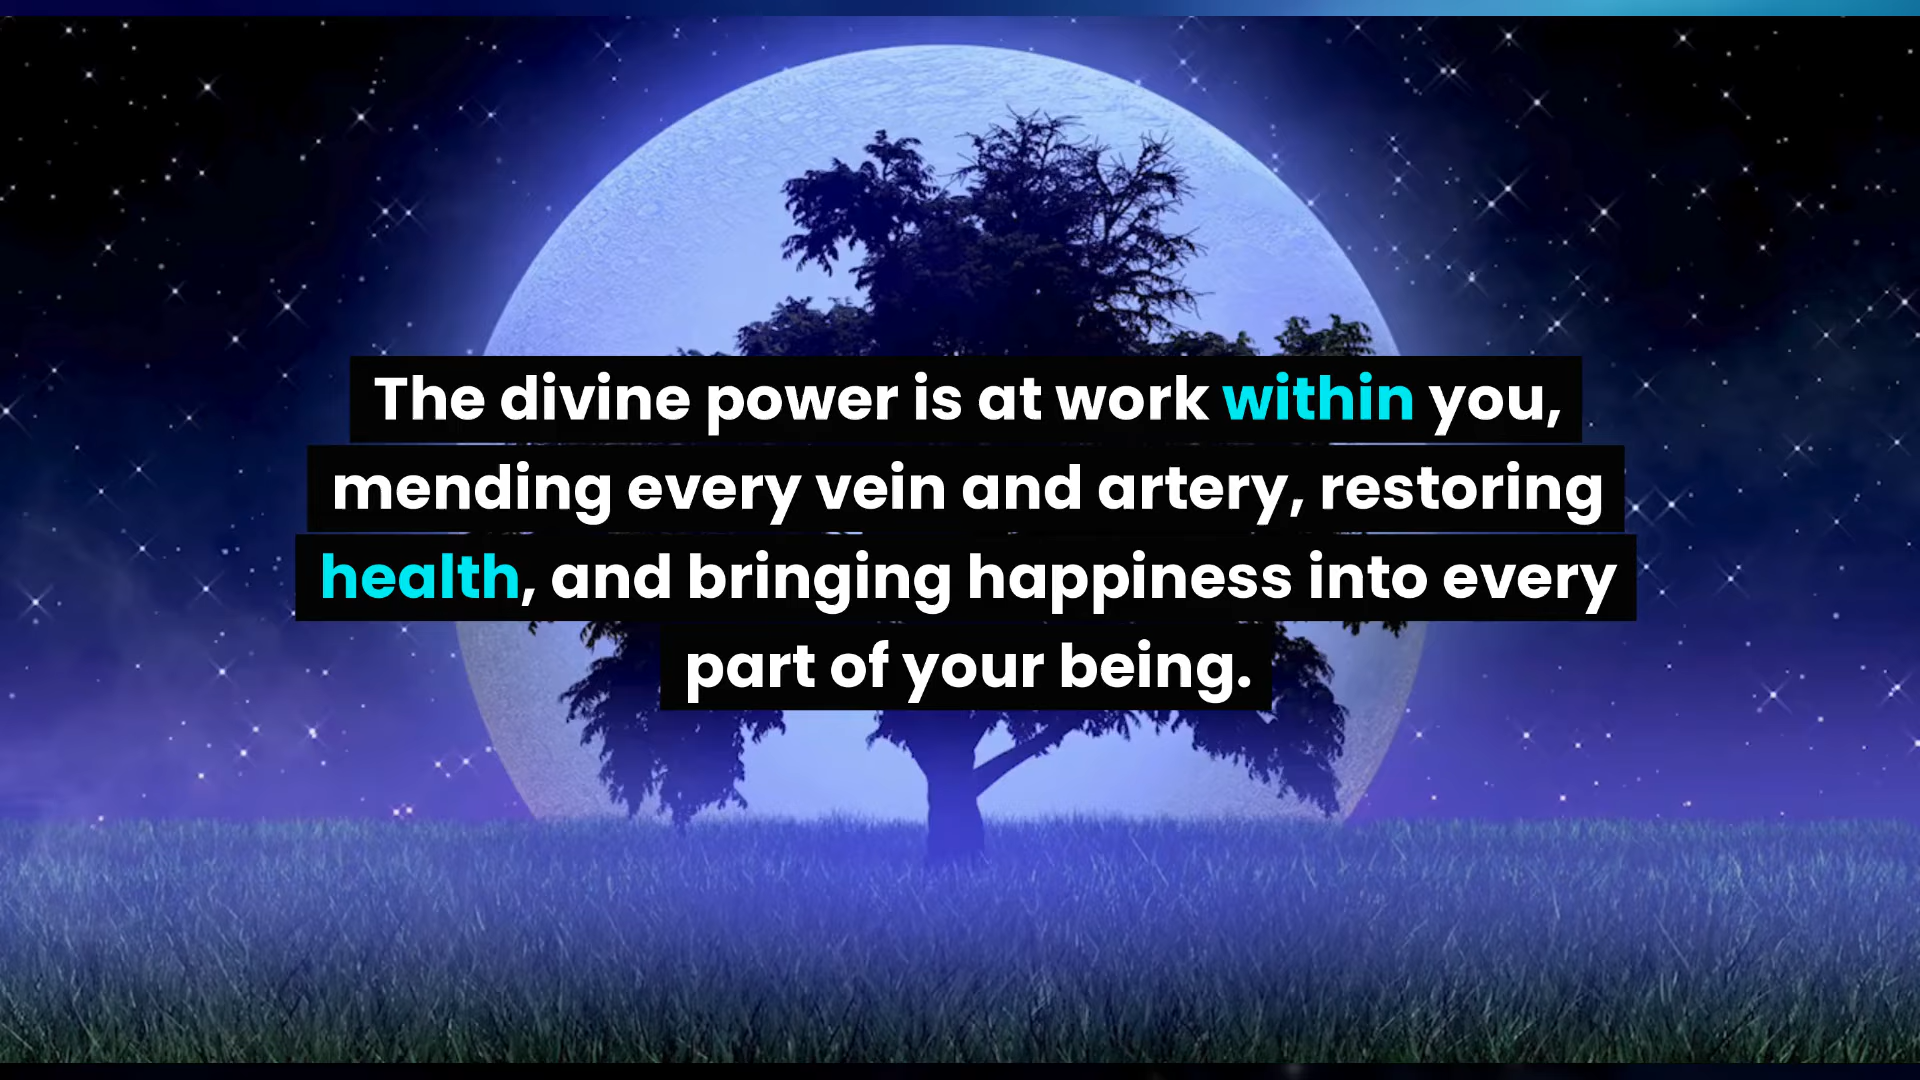 The divine power is at work within you,
mending every vein and artery, restoring
health, and bringing happiness into every
part of your being.